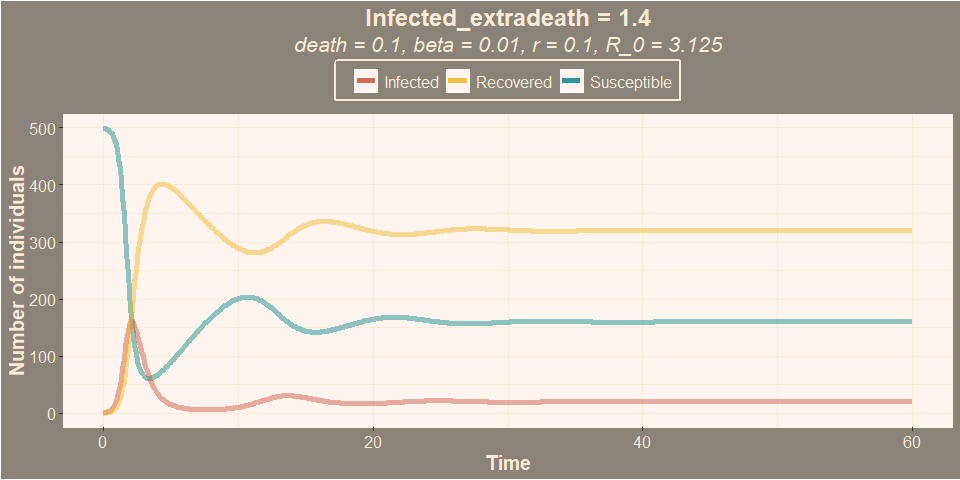 Infected_extradeath = 1.4
death = 0.1, beta = 0.01, r = 0.1, R_0 = 3.125
Infected Recovered Susceptible
Number of individuals
500
400
300
200
100
0
0 20 40 60
Time